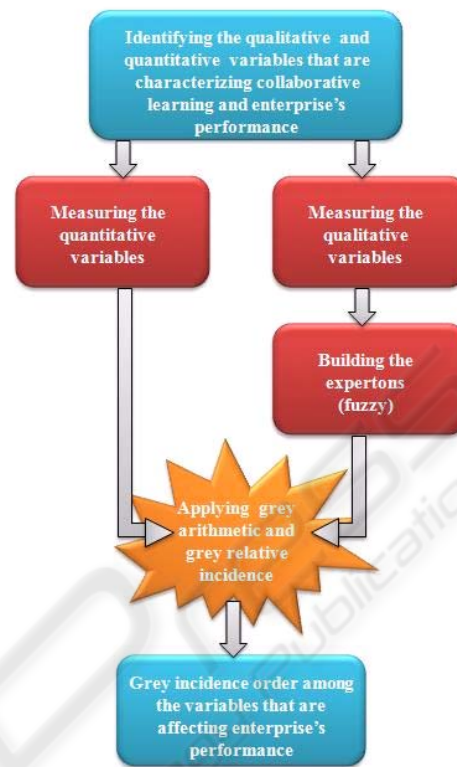 Identifying the qualitative and
quantitative variables that are
characterizing collaborative
learning and enterprise's
performance
Measuring the
quantitative
variables
Measuring the
qualitative
variables
Building the
expertons
(fuzzy)
Applying grey
arithmetic and
grey relative
incidence
Grey incidence order among
the variables that are
affecting enterprise's
performance